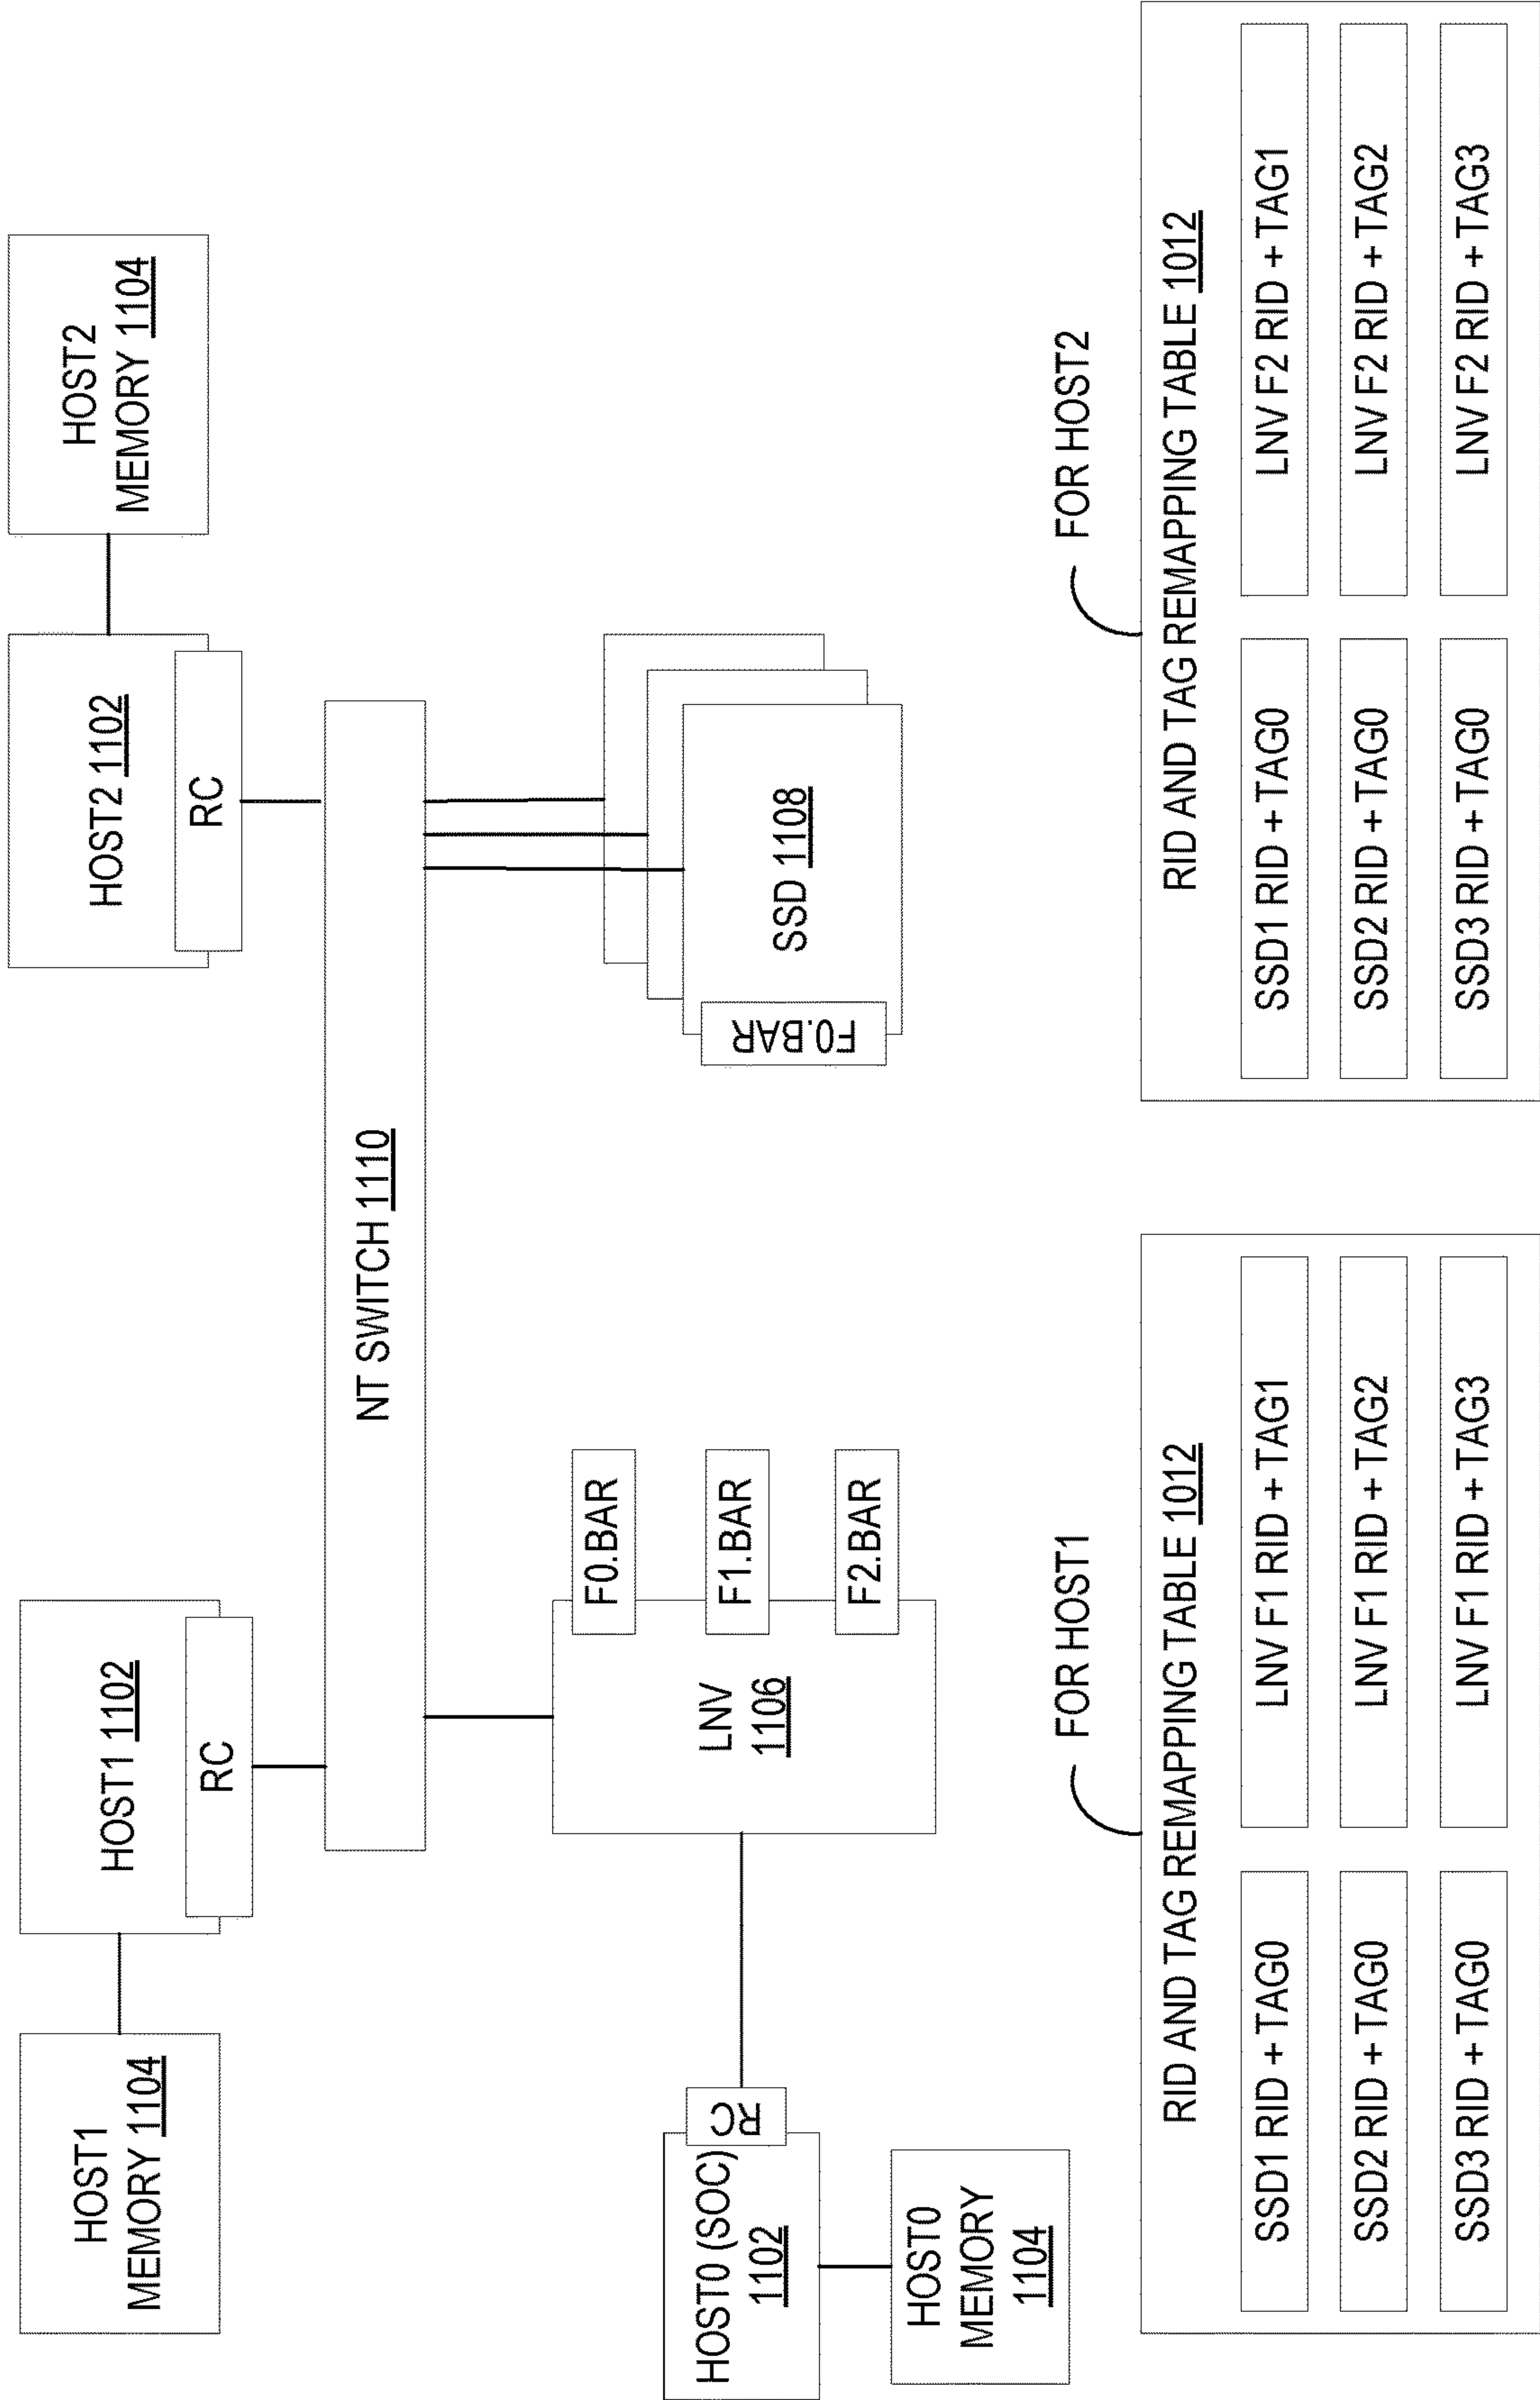 HOST1
MEMORY 1104
HOST1 1102
RC
HOST2 1102
RC
HOST2
MEMORY 1104
NT SWITCH 1110
HOST0 (SOC)
1102
RC
HOST0
MEMORY
1104
LNV
1106
F0.BAR
F1.BAR
F2.BAR
F0.BAR
SSD 1108
FOR HOST1
RID AND TAG REMAPPING TABLE 1012
SSD1 RID + TAG0
LNV F1 RID + TAG1
SSD2 RID + TAG0
LNV F1 RID + TAG2
SSD3 RID + TAG0
LNV F1 RID + TAG3
FOR HOST2
RID AND TAG REMAPPING TABLE 1012
SSD1 RID + TAG0
LNV F2 RID + TAG1
SSD2 RID + TAG0
LNV F2 RID + TAG2
SSD3 RID + TAG0
LNV F2 RID + TAG3